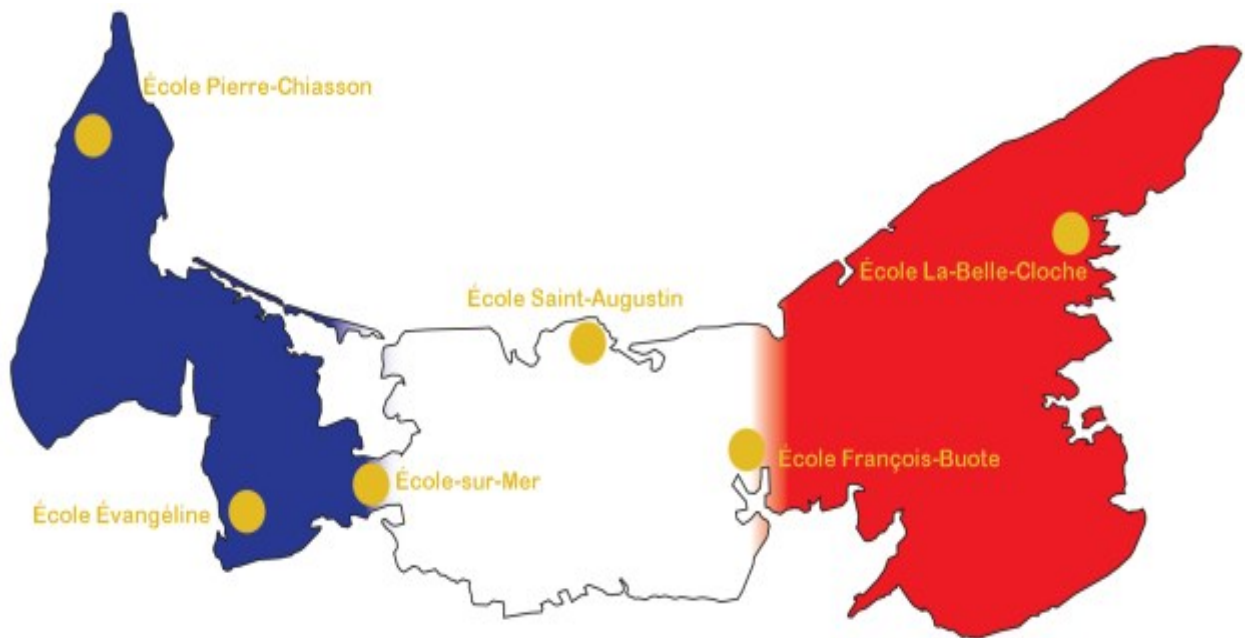 École Pierre-Chiasson
École La-Belle-Cloche
École Saint-Augustin
École François-Buote
École-sur-Mer
École Évangéline